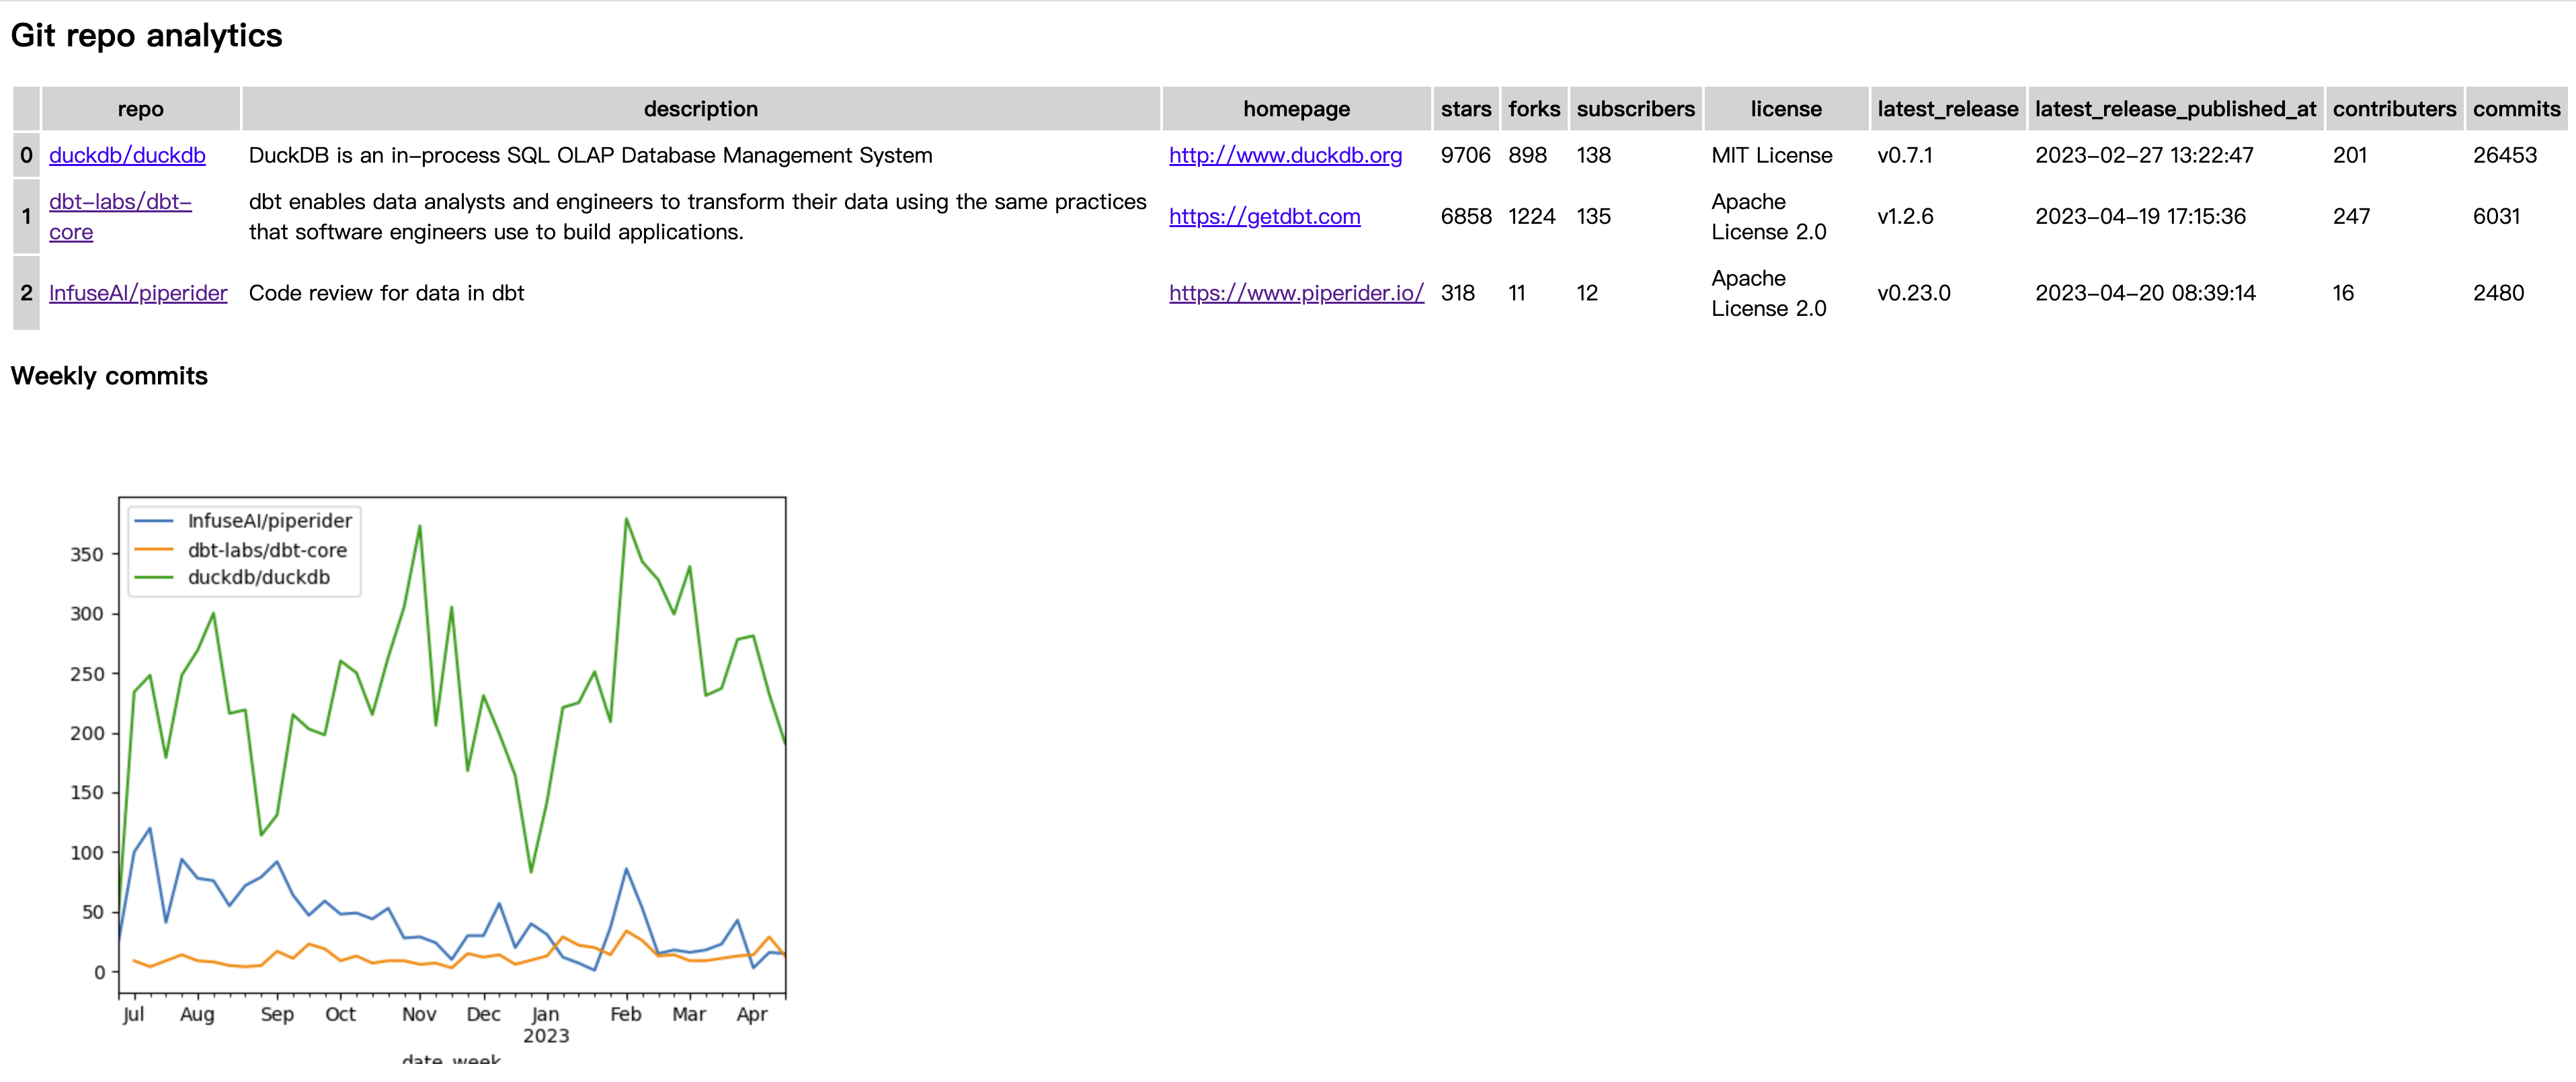 Git repo analytics
repo description homepage stars forks subscribers license latest_release latest_release_published_at contributers commits
0 duckdb/duckdb DuckDB is an in-process SQL OLAP Database Management System http://www.duckdb.org 9706 898 138 MIT License v0.7.1 2023-02-27 13:22:47 201 26453
1 dbt-labs/dbt- dbt enables data analysts and engineers to transform their data using the same practices https://getdbt.com 6858 1224 135 Apache v1.2.6 2023-04-19 17:15:36 247 6031
core that software engineers use to build applications. License 2.0
2 InfuseAI/piperider Code review for data in dbt https://www.piperider.io/ 318 11 12 Apache v0.23.0 2023-04-20 08:39:14 16 2480
License 2.0
Weekly commits
InfuseAI/piperider
dbt-labs/dbt-core
duckdb/duckdb
350
300
250
200
150
100
50
0
Jul Aug Sep Oct Nov Dec Jan Feb Mar Apr
2023
date_week